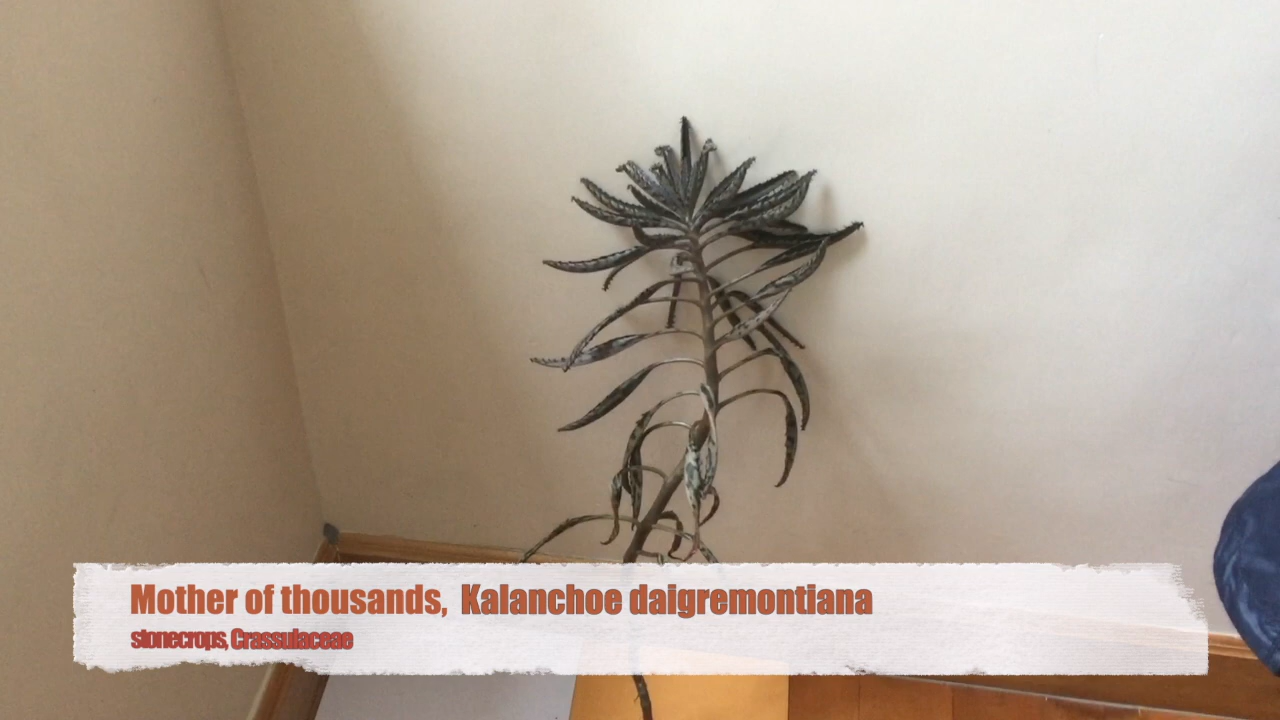 Mother of thousands, Kalanchoe daigremontiana
stonecrops, Crassulaceae